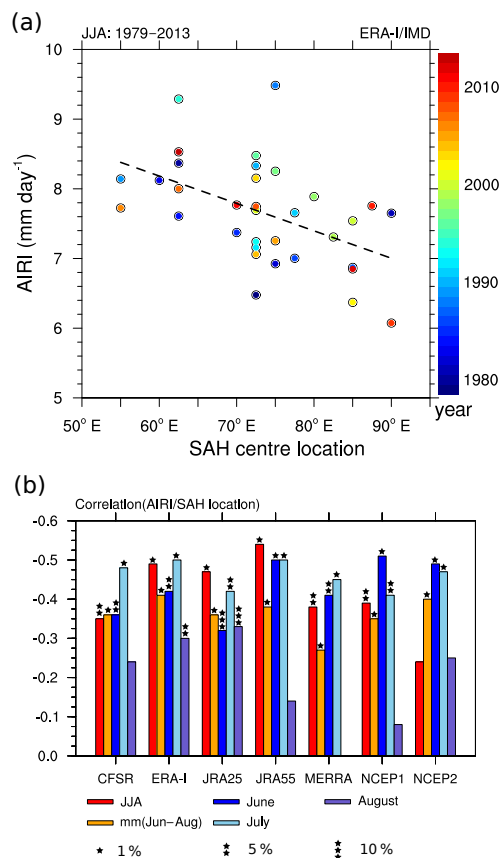 (a)
JJA: 1979-2013 ERA-I/IMD
10
9
8
7
6
5
AIRI (mm day⁻¹)
50° E 60° E 70° E 80° E 90° E
SAH centre location
2010
2000
1990
1980
year
(b)
Correlation(AIRI/SAH location)
-0.6
-0.5
-0.4
-0.3
-0.2
-0.1
0.0
CFSR ERA-I JRA25 JRA55 MERRA NCEP1 NCEP2
JJA June August
mm(Jun-Aug) July
★ 1 % ★★ 5 % ★★★ 10 %